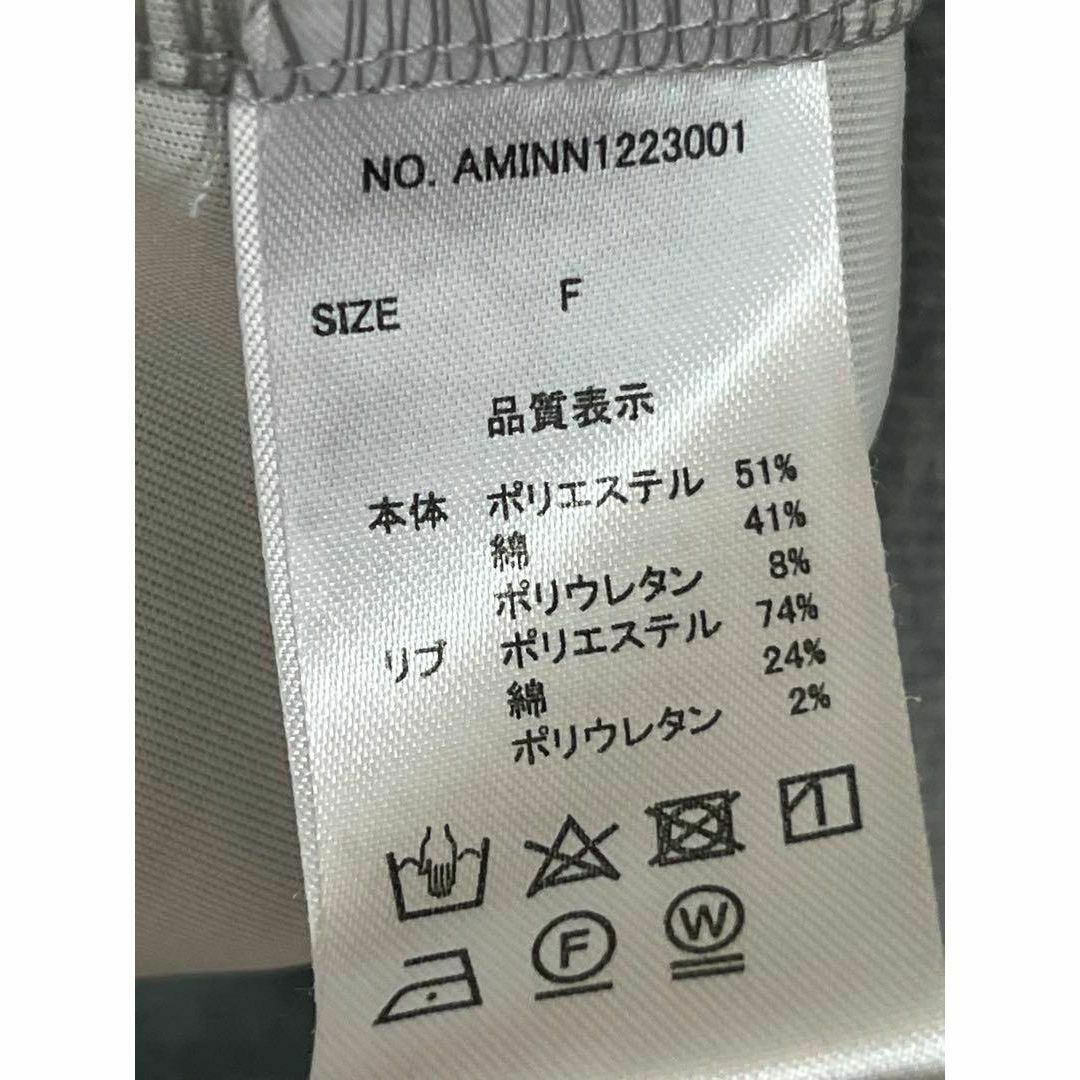 NO. AMINN1223001
SIZE F
品質表示
本体 ポリエステル 51%
綿 41%
ポリウレタン 8%
リブ ポリエステル 74%
綿 24%
ポリウレタン 2%
F W